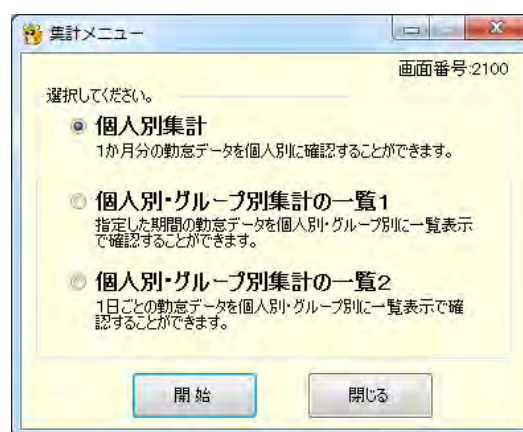 集計メニュー
画面番号:2100
選択してください。
個人別集計
1か月分の勤怠データを個人別に確認することができます。
個人別・グループ別集計の一覧1
指定した期間の勤怠データを個人別・グループ別に一覧表示
で確認することができます。
個人別・グループ別集計の一覧2
1日ごとの勤怠データを個人別・グループ別に一覧表示で確
認することができます。
開始
閉じる